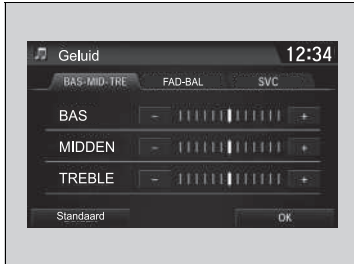 Geluid 12:34
BAS-MID-TRE FAD-BAL SVC
BAS - +
MIDDEN - +
TREBLE - +
Standaard OK